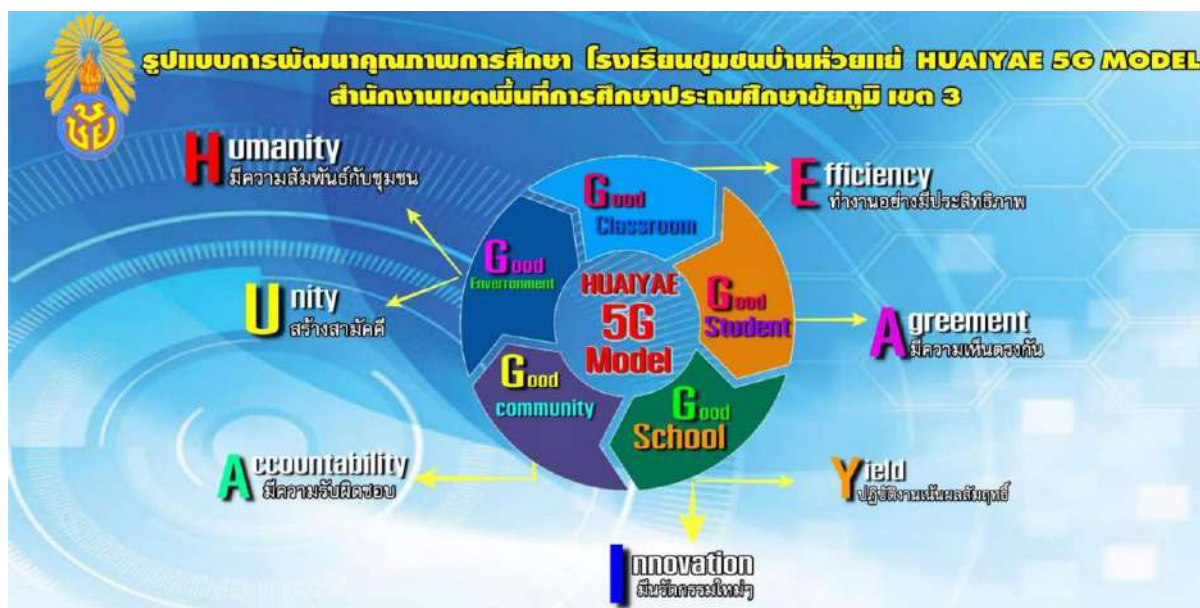 รูปแบบการพัฒนาคุณภาพการศึกษา โรงเรียนชุมชนบ้านห้วยแย้ HUAIYAE 5G MODEL
สำนักงานเขตพื้นที่การศึกษาประถมศึกษาชัยภูมิ เขต 3
Humanity
มีความสัมพันธ์กับชุมชน
Unity
สร้างสามัคคี
Accountability
มีความรับผิดชอบ
Innovation
มีนวัตกรรมใหม่ๆ
Yield
ปฏิบัติงานเน้นผลสัมฤทธิ์
Agreement
มีความเห็นตรงกัน
Efficiency
ทำงานอย่างมีประสิทธิภาพ
Good
Classroom
Good
Student
Good
School
Good
community
Good
Enverronment
HUAIYAE
5G
Model